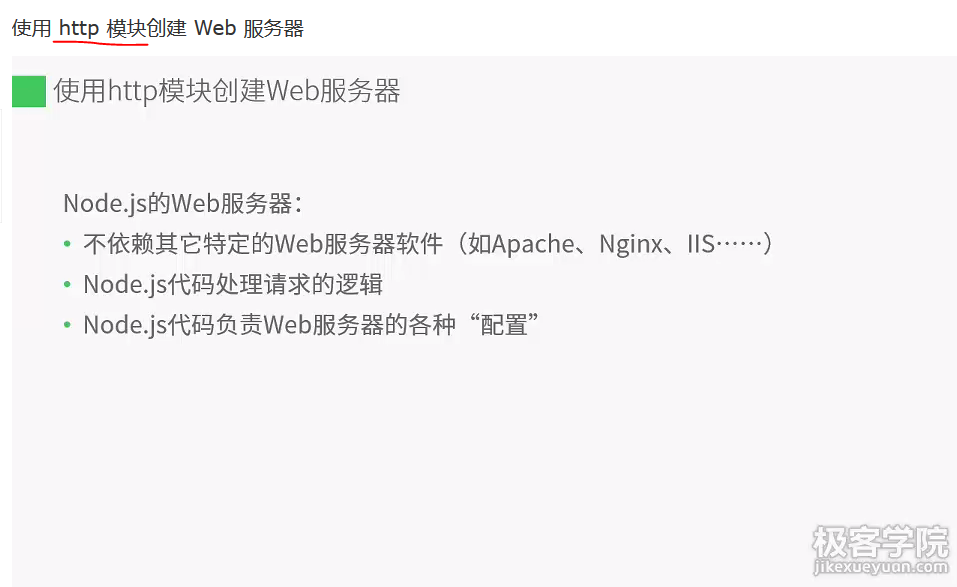 使用 http 模块创建 Web 服务器
使用http模块创建Web服务器
Node.js的Web服务器：
• 不依赖其它特定的Web服务器软件（如Apache、Nginx、IIS……）
• Node.js代码处理请求的逻辑
• Node.js代码负责Web服务器的各种“配置”
极客学院
jikexueyuan.com